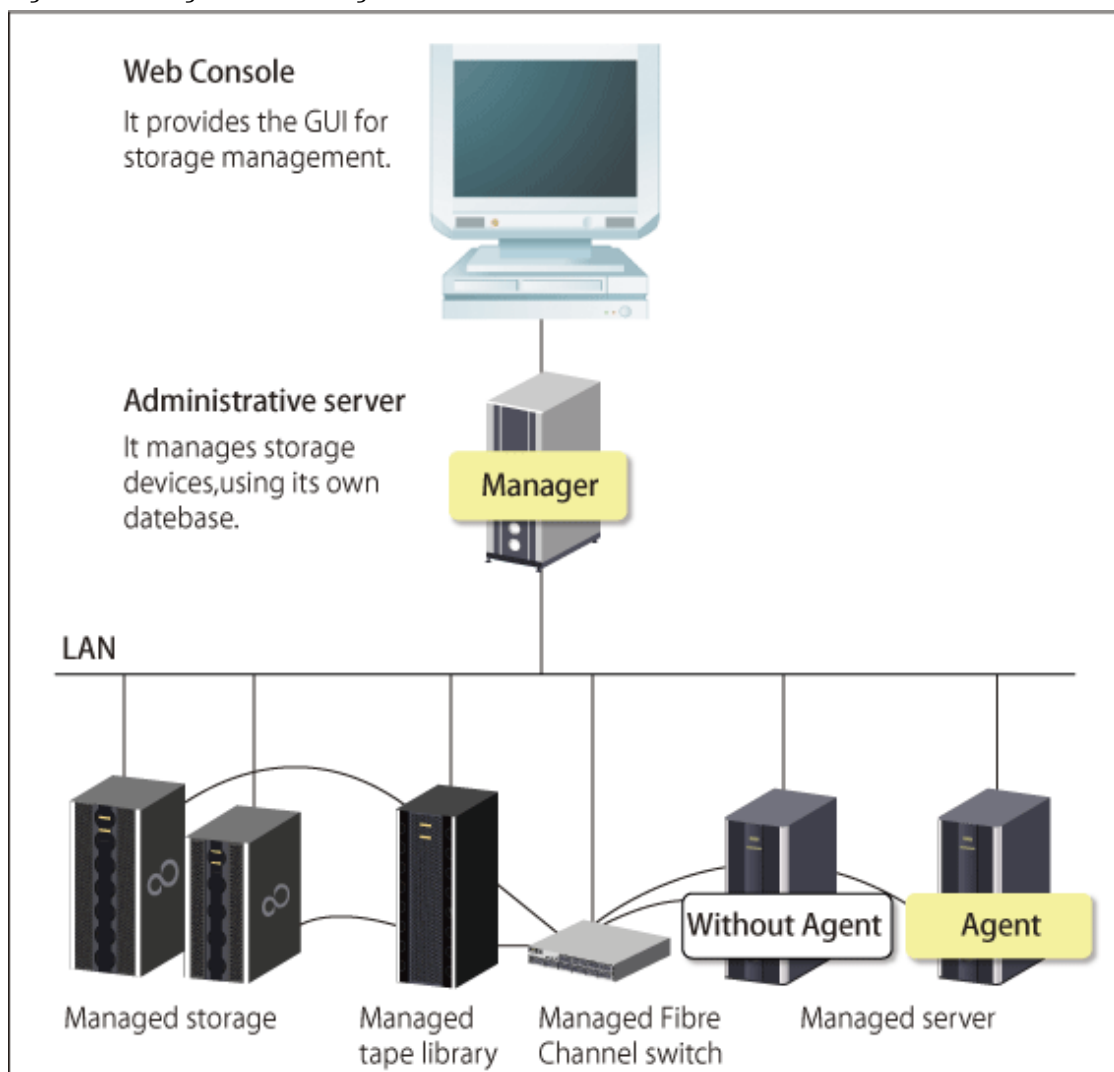 Web Console
It provides the GUI for
storage management.
Administrative server
It manages storage
devices,using its own
datebase.
Manager
LAN
Without Agent
Agent
Managed storage
Managed
tape library
Managed Fibre
Channel switch
Managed server